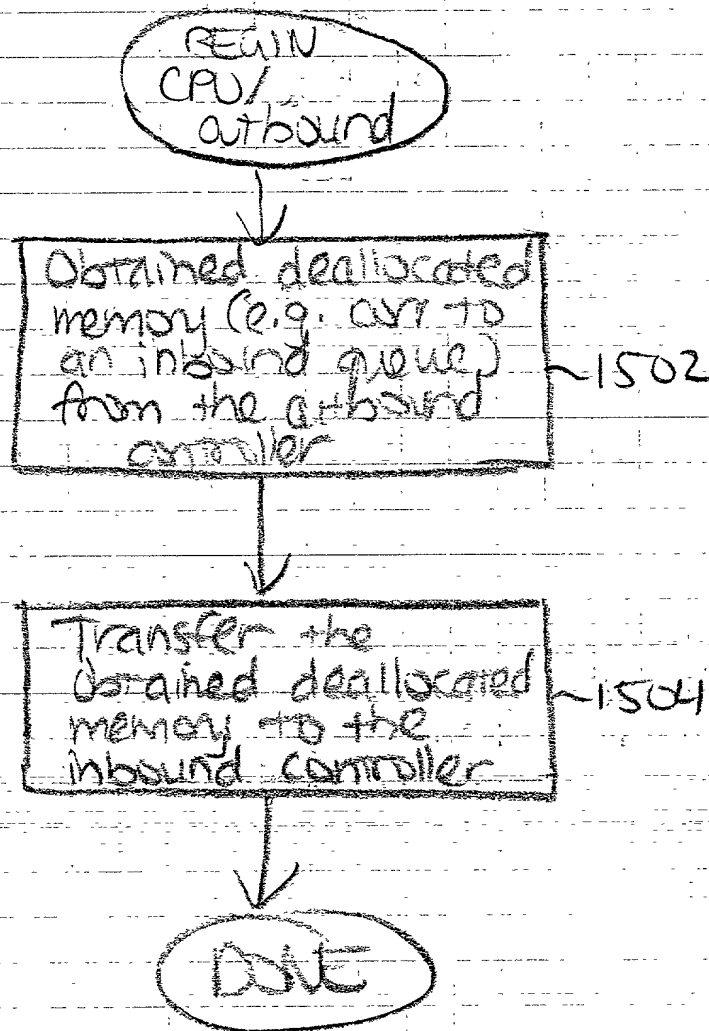 BEGIN
CPU/
outbound
Obtained deallocated
memory (e.g. corr to
an inbound queue)
from the outbound
controller
~1502
Transfer the
obtained deallocated
memory to the
inbound controller
~1504
DONE